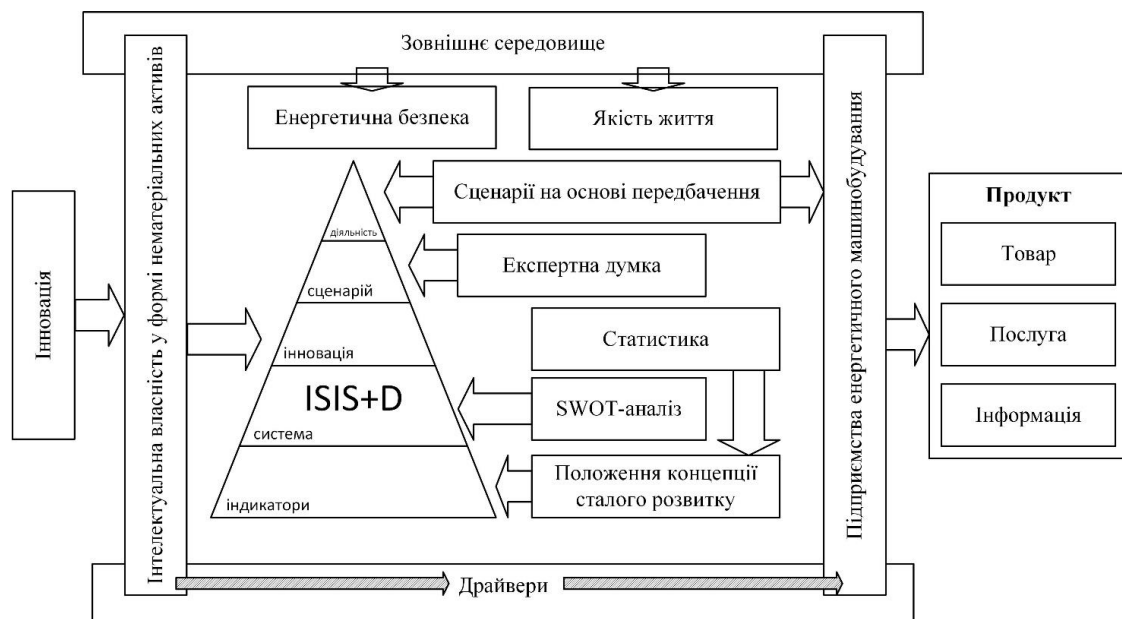 Зовнішнє середовище
Інновація
Інтелектуальна власність у формі нематеріальних активів
Енергетична безпека
Якість життя
Сценарії на основі передбачення
діяльність
Експертна думка
сценарій
Статистика
інновація
ISIS+D
SWOT-аналіз
система
Положення концепції
сталого розвитку
індикатори
Підприємства енергетичного машинобудування
Продукт
Товар
Послуга
Інформація
Драйвери